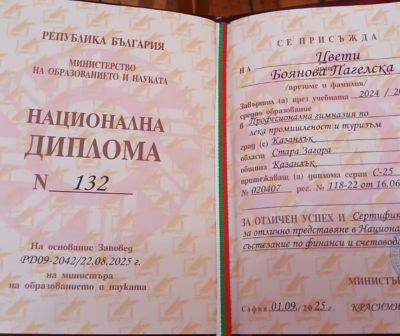 РЕПУБЛИКА БЪЛГАРИЯ
МИНИСТЕРСТВО
НА ОБРАЗОВАНИЕТО И НАУКАТА
НАЦИОНАЛНА
ДИПЛОМА
N 132
На основание Заповед
РД09-2042/22.08.2025 г.
на министъра
на образованието и науката
СЕ ПРИСЪЖДА
НА Цвети
Боянова Пагелска
/презиме и фамилия/
Завършил (а) през учебната 2024 / 20
средно образование
в Професионална гимназия по
лека промишленост и туризъм
град (с) Казанлък
област Стара Загора
община Казанлък
притежаващ (а) диплома серия С-25
№ 020407 рег. № 118-22 от 16.06
ЗА ОТЛИЧЕН УСПЕХ И Сертифик
за отлично представяне в Национал
състезание по финанси и счетовод
МИНИСТЪ
София 01.09. /2025 г.
КРАСИМИ